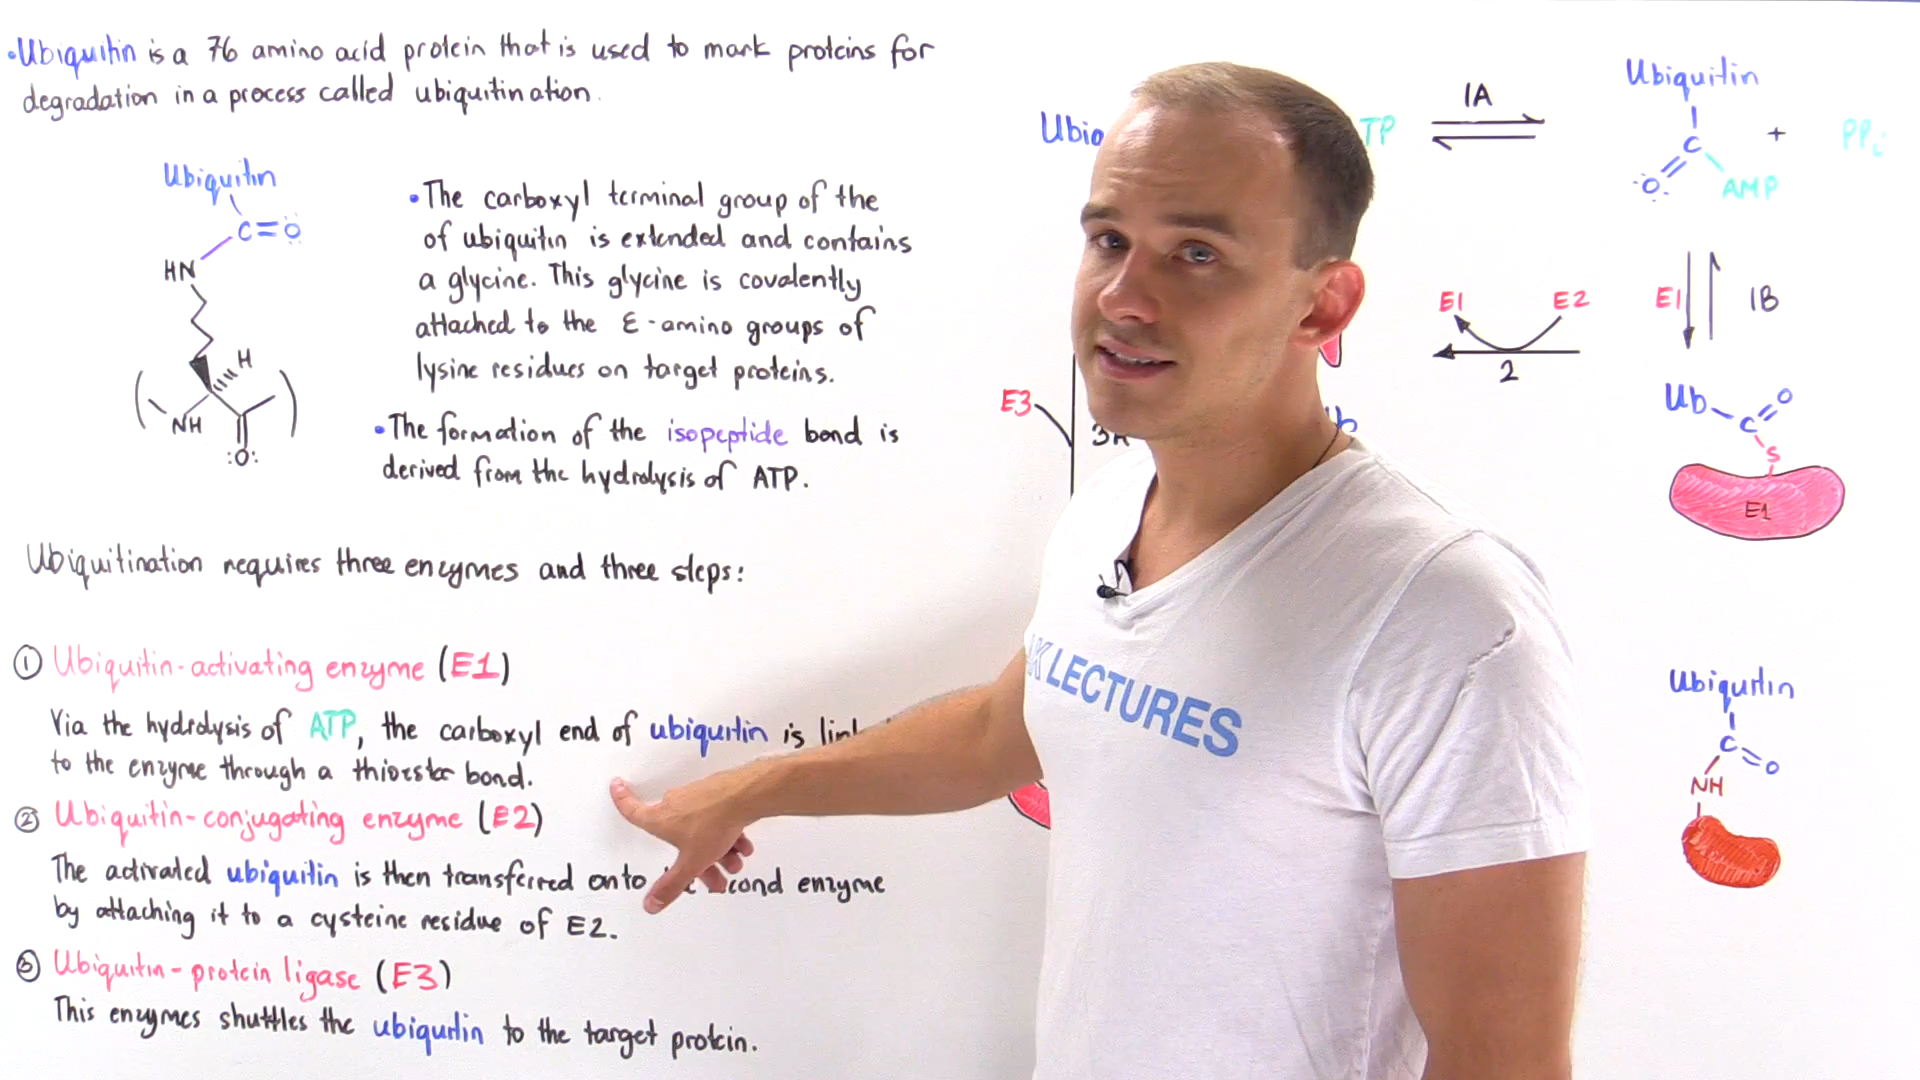 •Ubiquitin is a 76 amino acid protein that is used to mark proteins for
degradation in a process called ubiquitination.
Ubiquitin
C=O
HN
H
NH
:O:
•The carboxyl terminal group of the
of ubiquitin is extended and contains
a glycine. This glycine is covalently
attached to the ε-amino groups of
lysine residues on target proteins.
•The formation of the isopeptide bond is
derived from the hydrolysis of ATP.
Ubiquitination requires three enzymes and three steps:
① Ubiquitin-activating enzyme (E1)
Via the hydrolysis of ATP, the carboxyl end of ubiquitin is
to the enzyme through a thioester bond.
② Ubiquitin-conjugating enzyme (E2)
The activated ubiquitin is then transferred onto second enzyme
by attaching it to a cysteine residue of E2.
③ Ubiquitin-protein ligase (E3)
This enzymes shuttles the ubiquitin to the target protein.
TP
1A
Ubiquitin
C
O
AMP
+ PPi
E1 E2
2
E1 1B
E3
3A
Ub
C
O
S
E1
Ubiquitin
C
O
NH
LECTURES